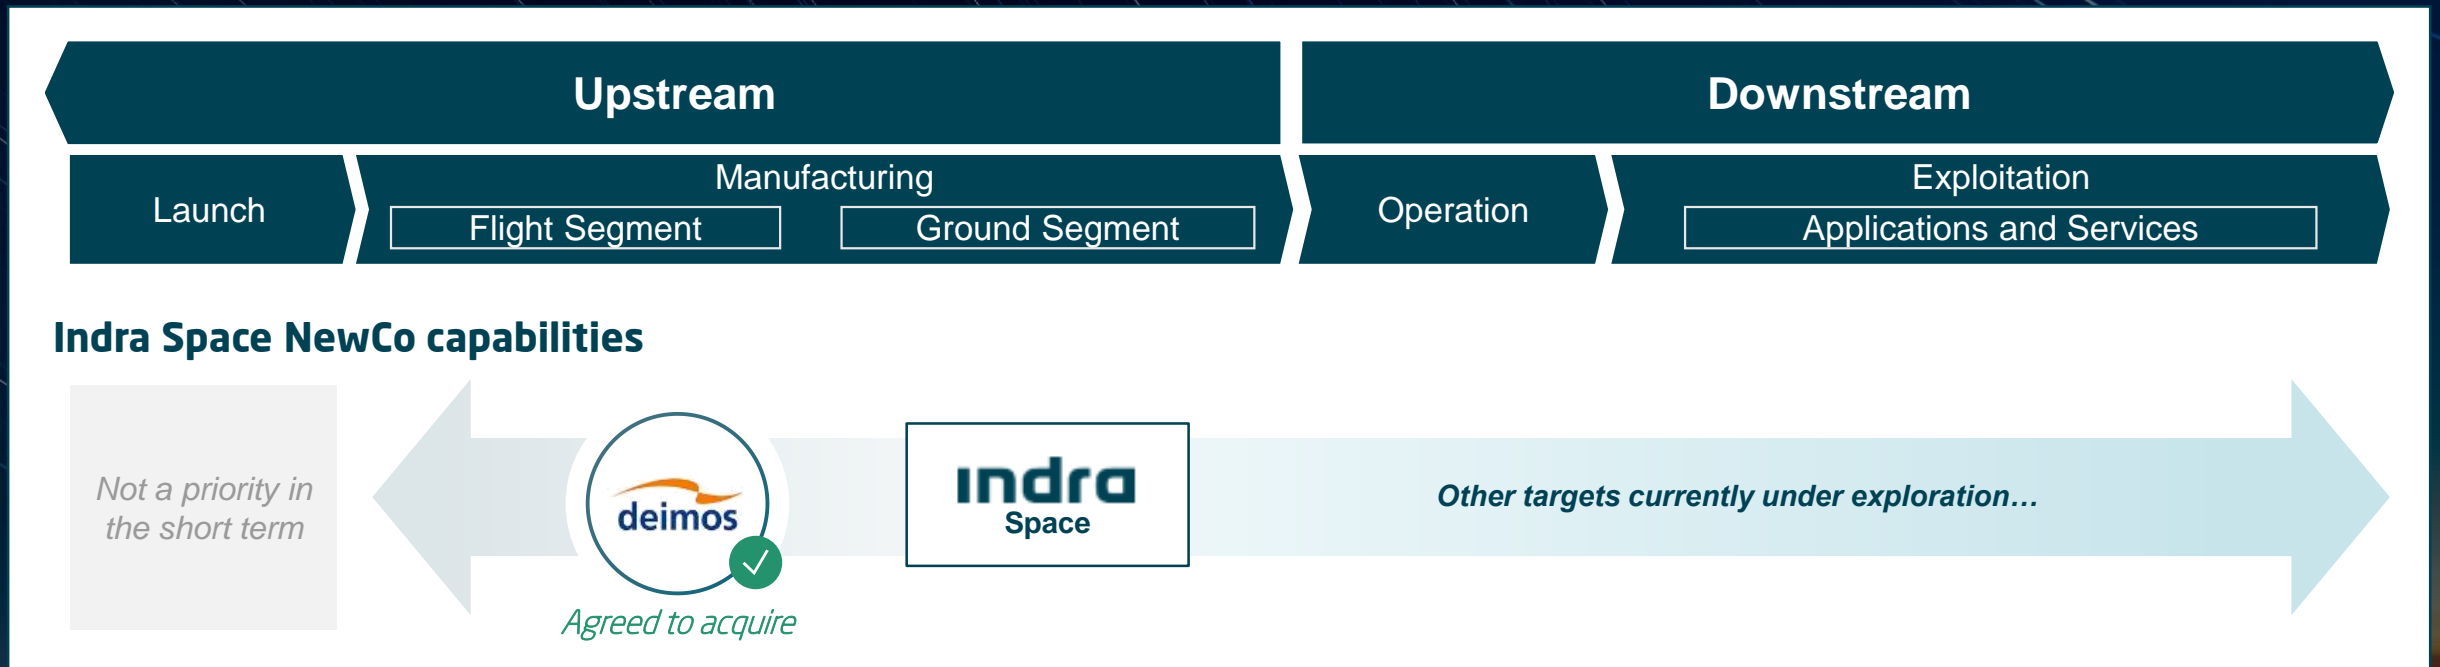 Upstream
Downstream
Launch
Manufacturing
Flight Segment
Ground Segment
Operation
Exploitation
Applications and Services
Indra Space NewCo capabilities
Not a priority in
the short term
deimos
Agreed to acquire
indra
Space
Other targets currently under exploration…